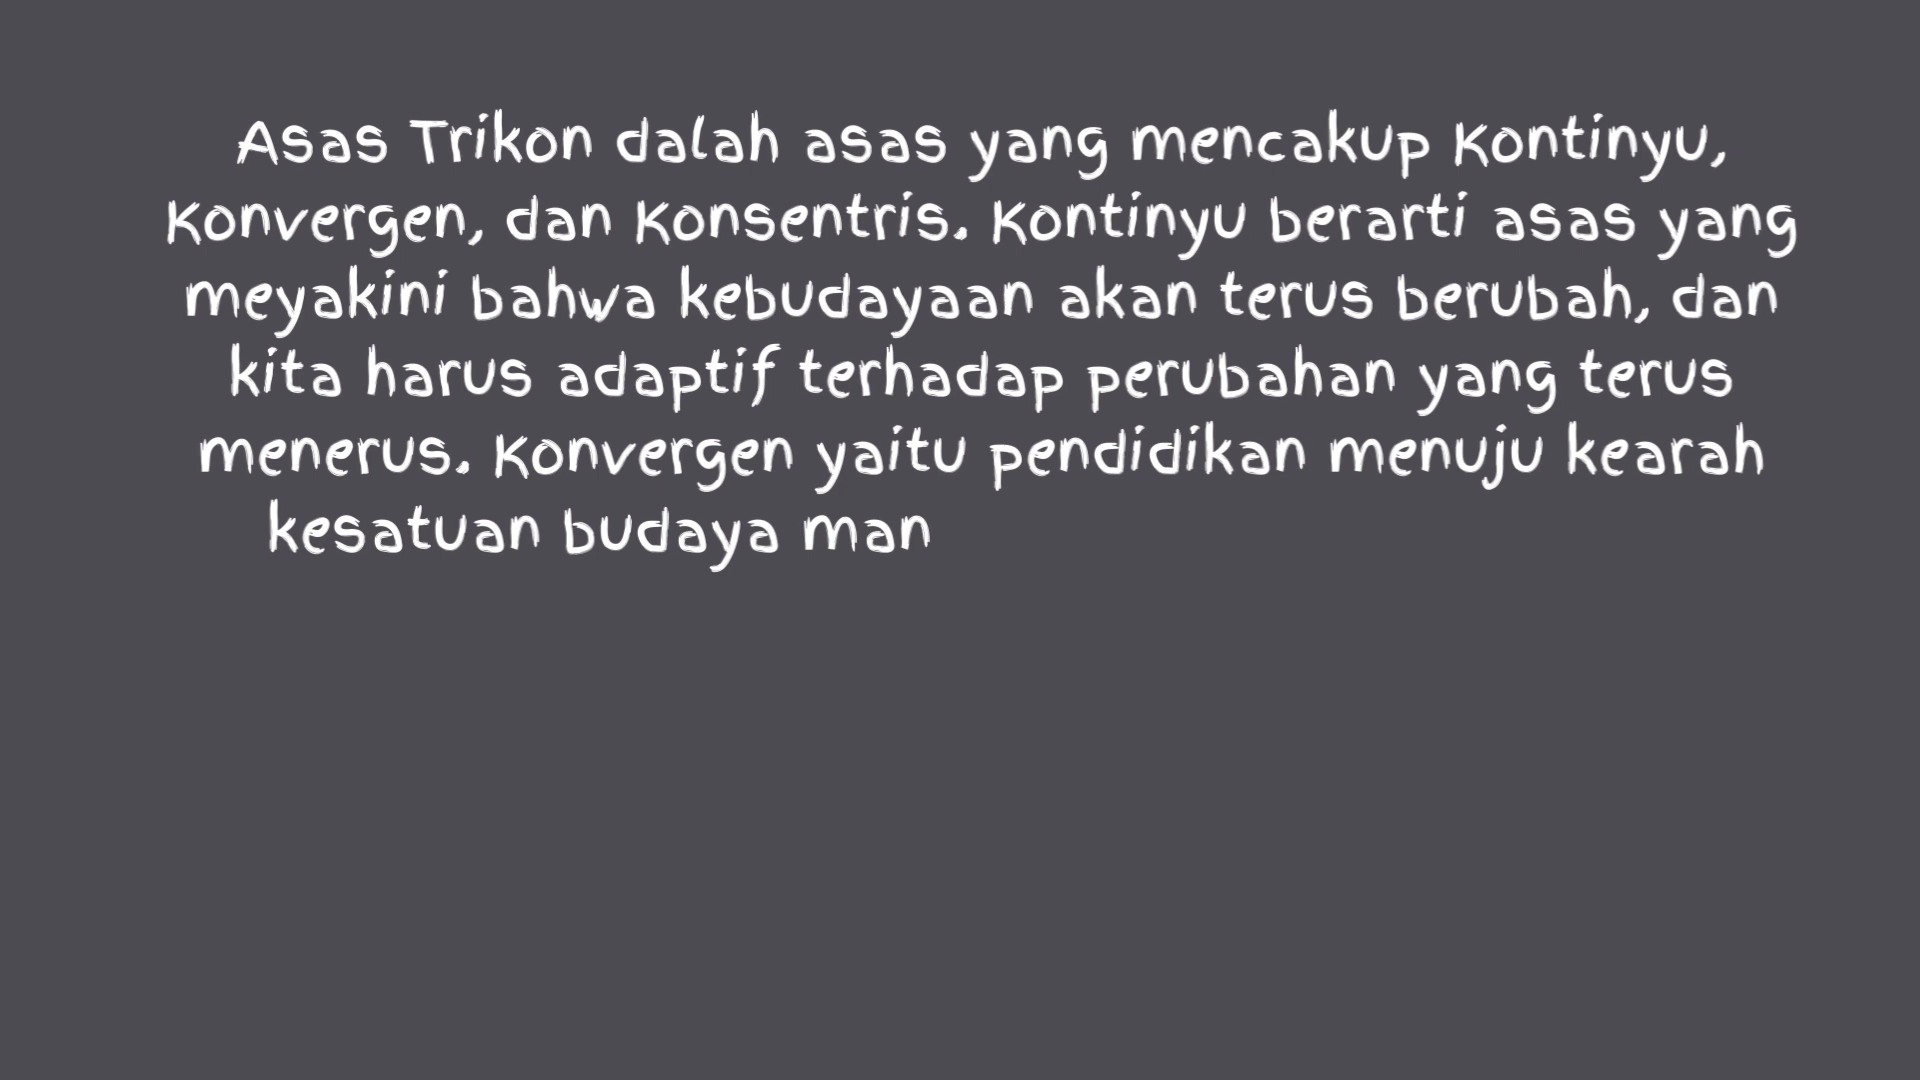 Asas Trikon dalah asas yang mencakup Kontinyu,
Konvergen, dan Konsentris. Kontinyu berarti asas yang
meyakini bahwa kebudayaan akan terus berubah, dan
kita harus adaptif terhadap perubahan yang terus
menerus. Konvergen yaitu pendidikan menuju kearah
kesatuan budaya man